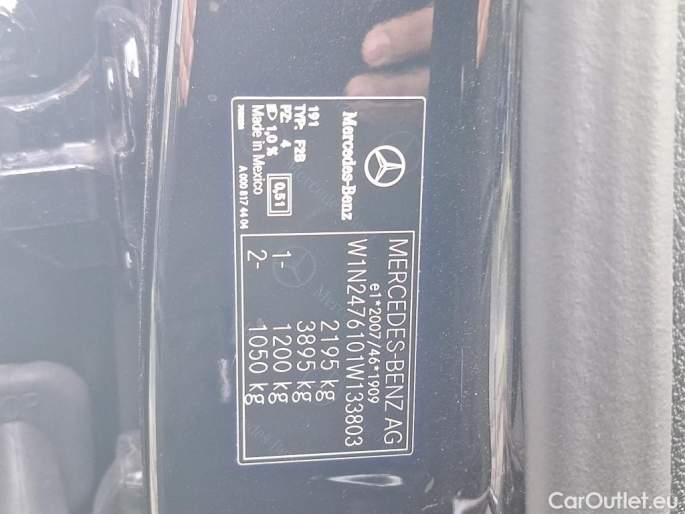 MERCEDES-BENZ AG
e1*2007/46*1909
W1N2476101W133803
2195 kg
3895 kg
1- 1200 kg
2- 1050 kg
Mercedes-Benz
191
TYP: F2B
PZ: 4
1,0 % 0,51
Made in Mexico
A 000 817 44 04
CarOutlet.eu